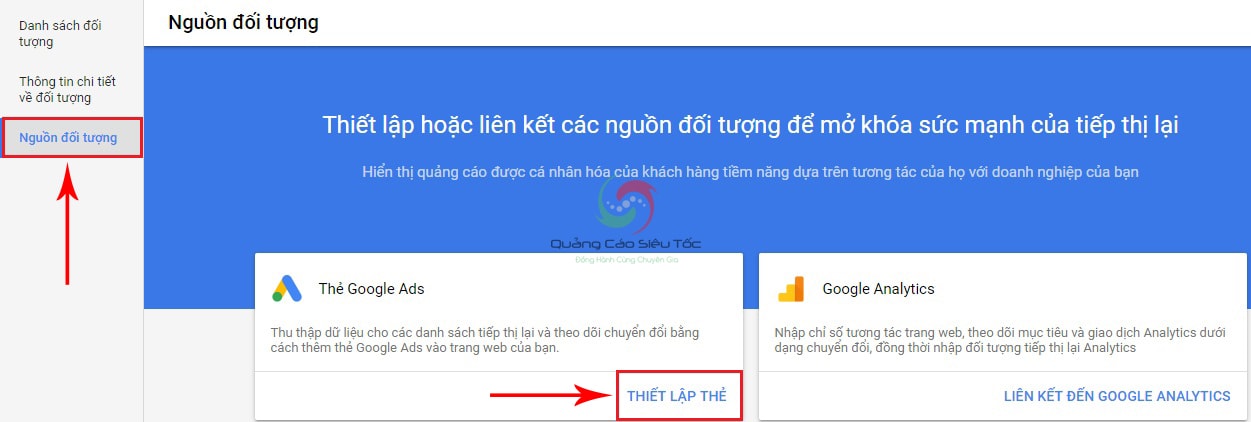 Danh sách đối
tượng
Thông tin chi tiết
về đối tượng
Nguồn đối tượng
Nguồn đối tượng
Thiết lập hoặc liên kết các nguồn đối tượng để mở khóa sức mạnh của tiếp thị lại
Hiển thị quảng cáo được cá nhân hóa của khách hàng tiềm năng dựa trên tương tác của họ với doanh nghiệp của bạn
Quảng Cáo Siêu Tốc
Đồng Hành Cùng Chuyên Gia
Thẻ Google Ads
Thu thập dữ liệu cho các danh sách tiếp thị lại và theo dõi chuyển đổi bằng
cách thêm thẻ Google Ads vào trang web của bạn.
THIẾT LẬP THẺ
Google Analytics
Nhập chỉ số tương tác trang web, theo dõi mục tiêu và giao dịch Analytics dưới
dạng chuyển đổi, đồng thời nhập đối tượng tiếp thị lại Analytics
LIÊN KẾT ĐẾN GOOGLE ANALYTICS